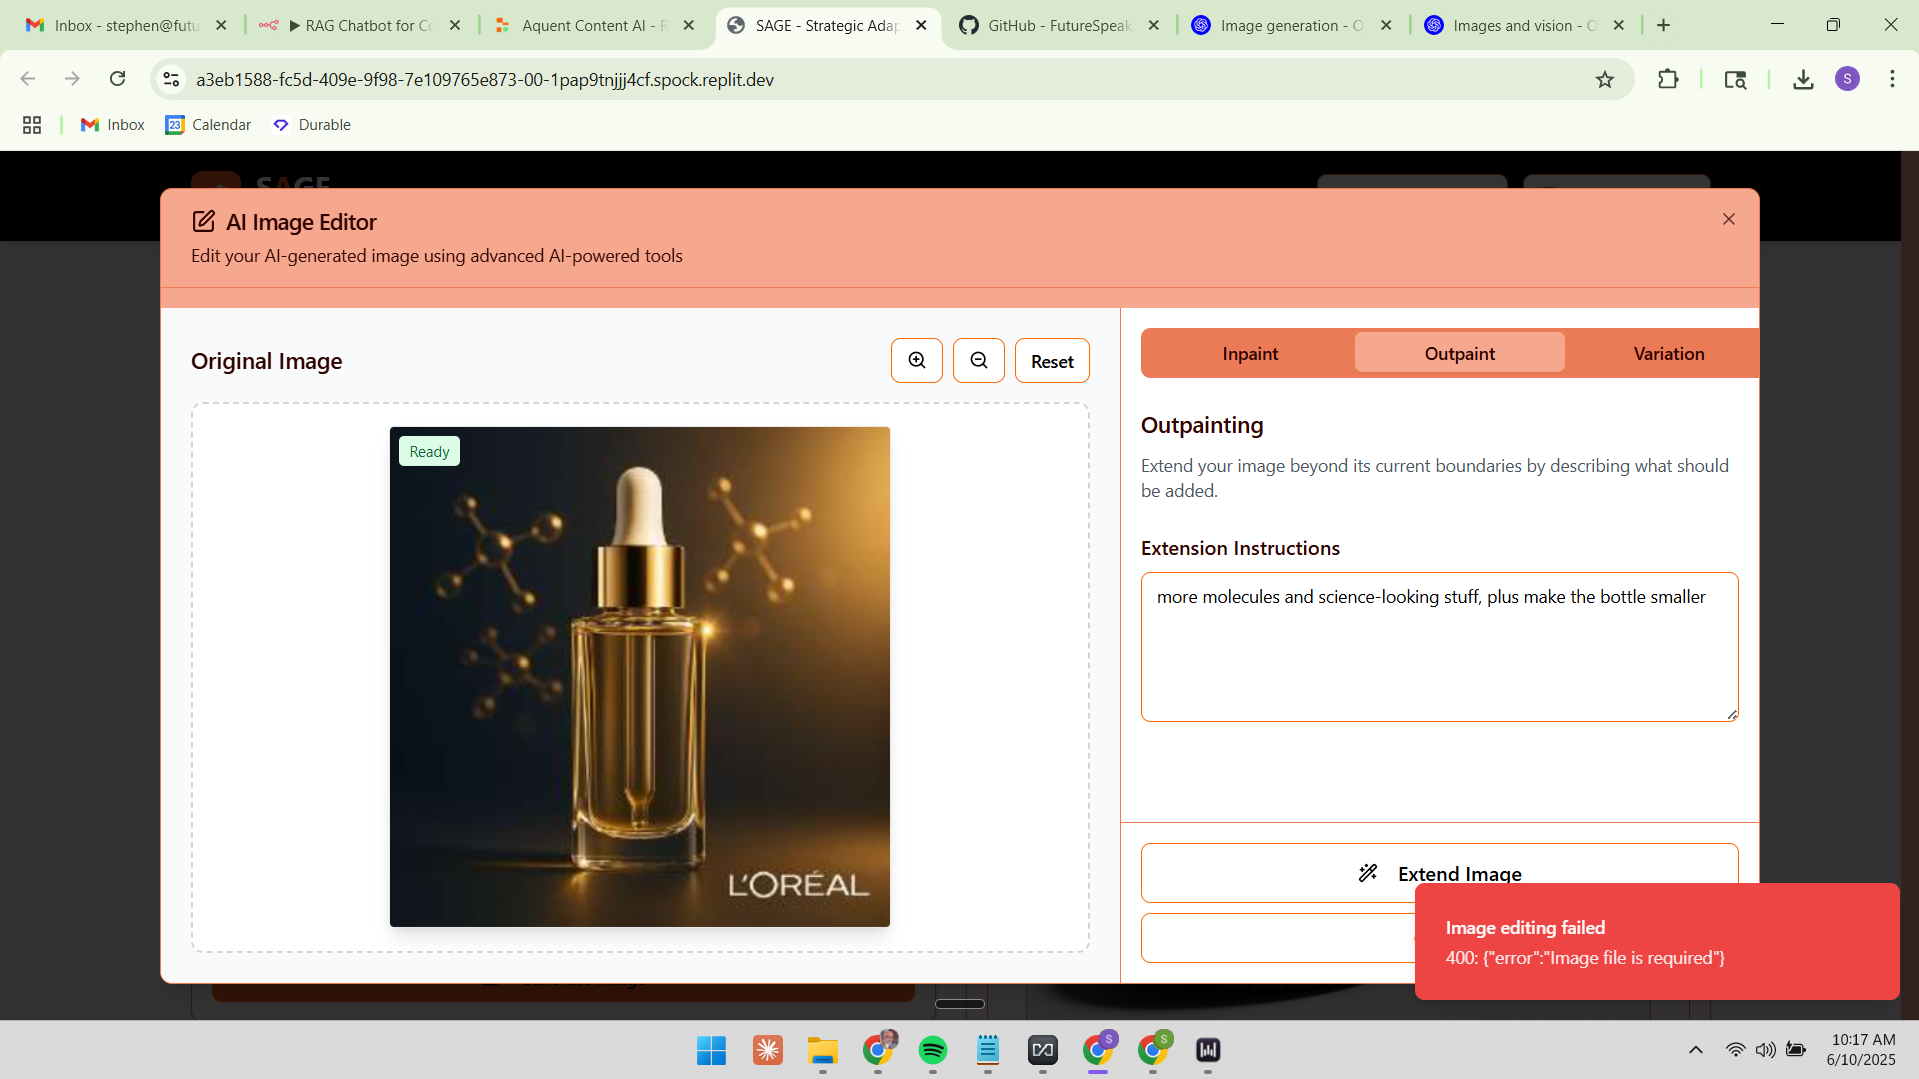 Inbox - stephen@futu
▶ RAG Chatbot for Co
Aquent Content AI - R
SAGE - Strategic Adap
GitHub - FutureSpeak
Image generation - O
Images and vision - O
a3eb1588-fc5d-409e-9f98-7e109765e873-00-1pap9tnjjj4cf.spock.replit.dev
S
Inbox
23 Calendar
Durable
SAGE
AI Image Editor
Edit your AI-generated image using advanced AI-powered tools
Original Image
Reset
Inpaint
Outpaint
Variation
Ready
L'ORÉAL
Outpainting
Extend your image beyond its current boundaries by describing what should
be added.
Extension Instructions
more molecules and science-looking stuff, plus make the bottle smaller
Extend Image
Image editing failed
400: {"error":"Image file is required"}
S
S
10:17 AM
6/10/2025